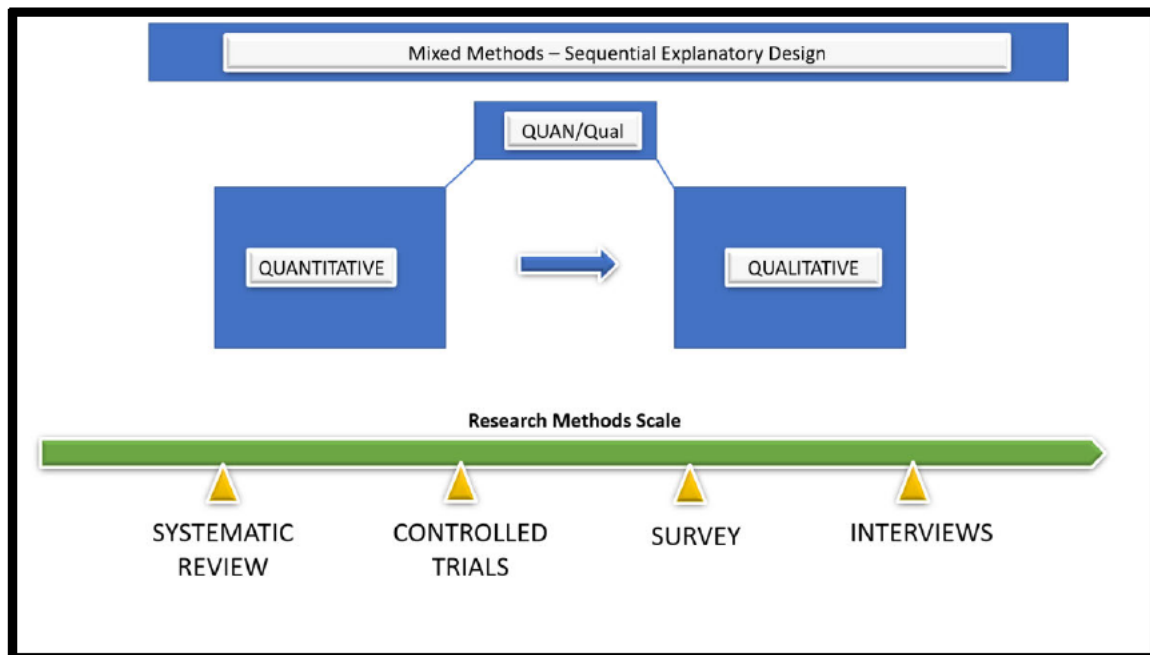 Mixed Methods – Sequential Explanatory Design
QUAN/Qual
QUANTITATIVE
QUALITATIVE
Research Methods Scale
SYSTEMATIC
REVIEW
CONTROLLED
TRIALS
SURVEY
INTERVIEWS